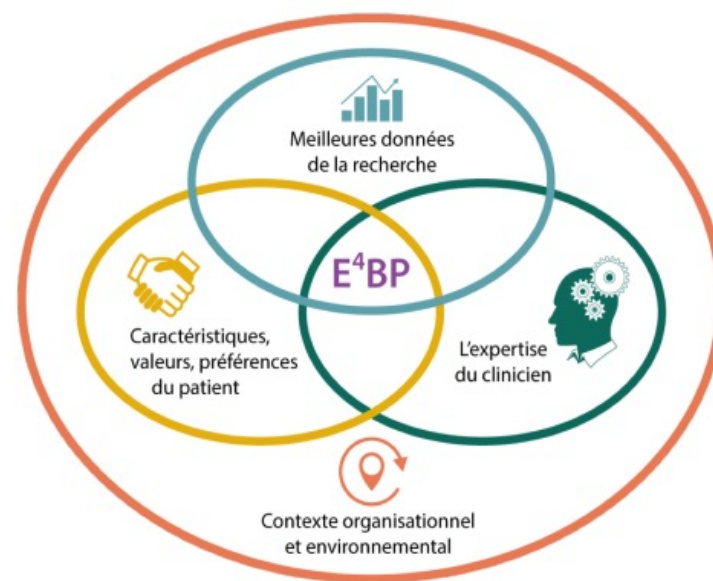 Meilleures données
de la recherche
E⁴BP
Caractéristiques,
valeurs, préférences
du patient
L’expertise
du clinicien
Contexte organisationnel
et environnemental